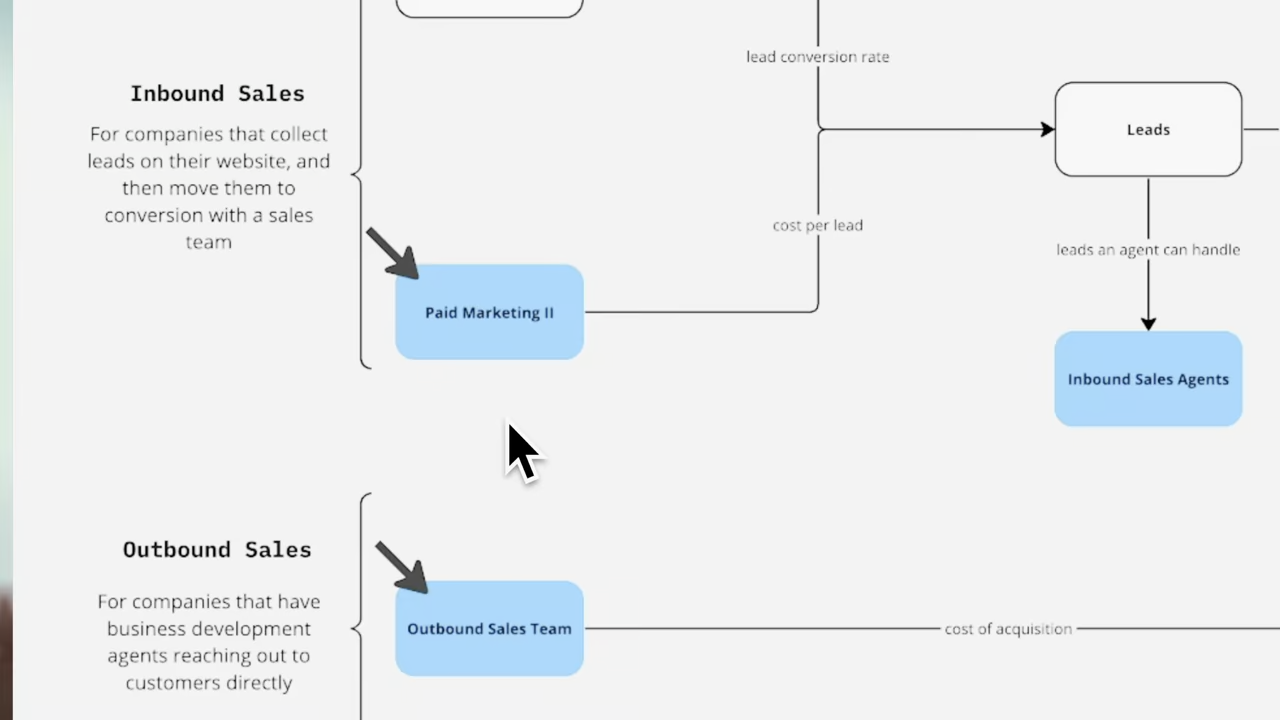 lead conversion rate
Inbound Sales
For companies that collect
leads on their website, and
then move them to
conversion with a sales
team
Leads
cost per lead
leads an agent can handle
Paid Marketing II
Inbound Sales Agents
Outbound Sales
For companies that have
business development
agents reaching out to
customers directly
Outbound Sales Team
cost of acquisition